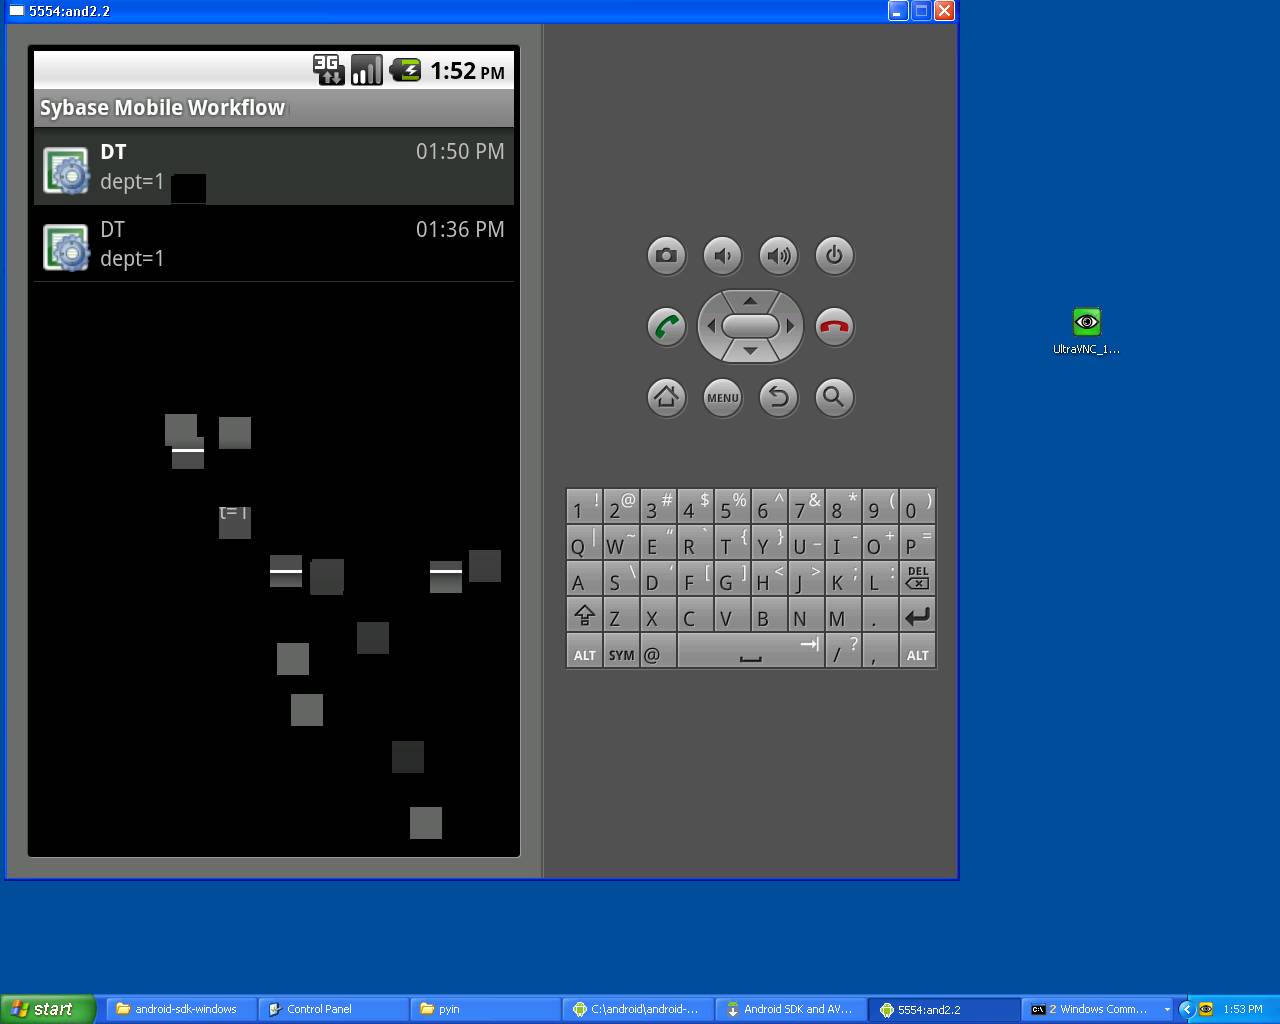 5554:and2.2
3G
1:52 PM
Sybase Mobile Workflow
DT
01:50 PM
dept=1
DT
01:36 PM
dept=1
UltraVNC_1...
MENU
1 ! 2 @ 3 # 4 $ 5 % 6 ^ 7 & 8 * 9 ( 0 )
Q | W ~ E " R ` T { Y } U _ I - O + P =
A S \ D ' F [ G ] H < J > K ; L : DEL
Z X C V B N M .
ALT SYM @ / ? , ALT
start
android-sdk-windows
Control Panel
pyin
C:\android\android-...
Android SDK and AV...
5554:and2.2
2 Windows Comm...
1:53 PM